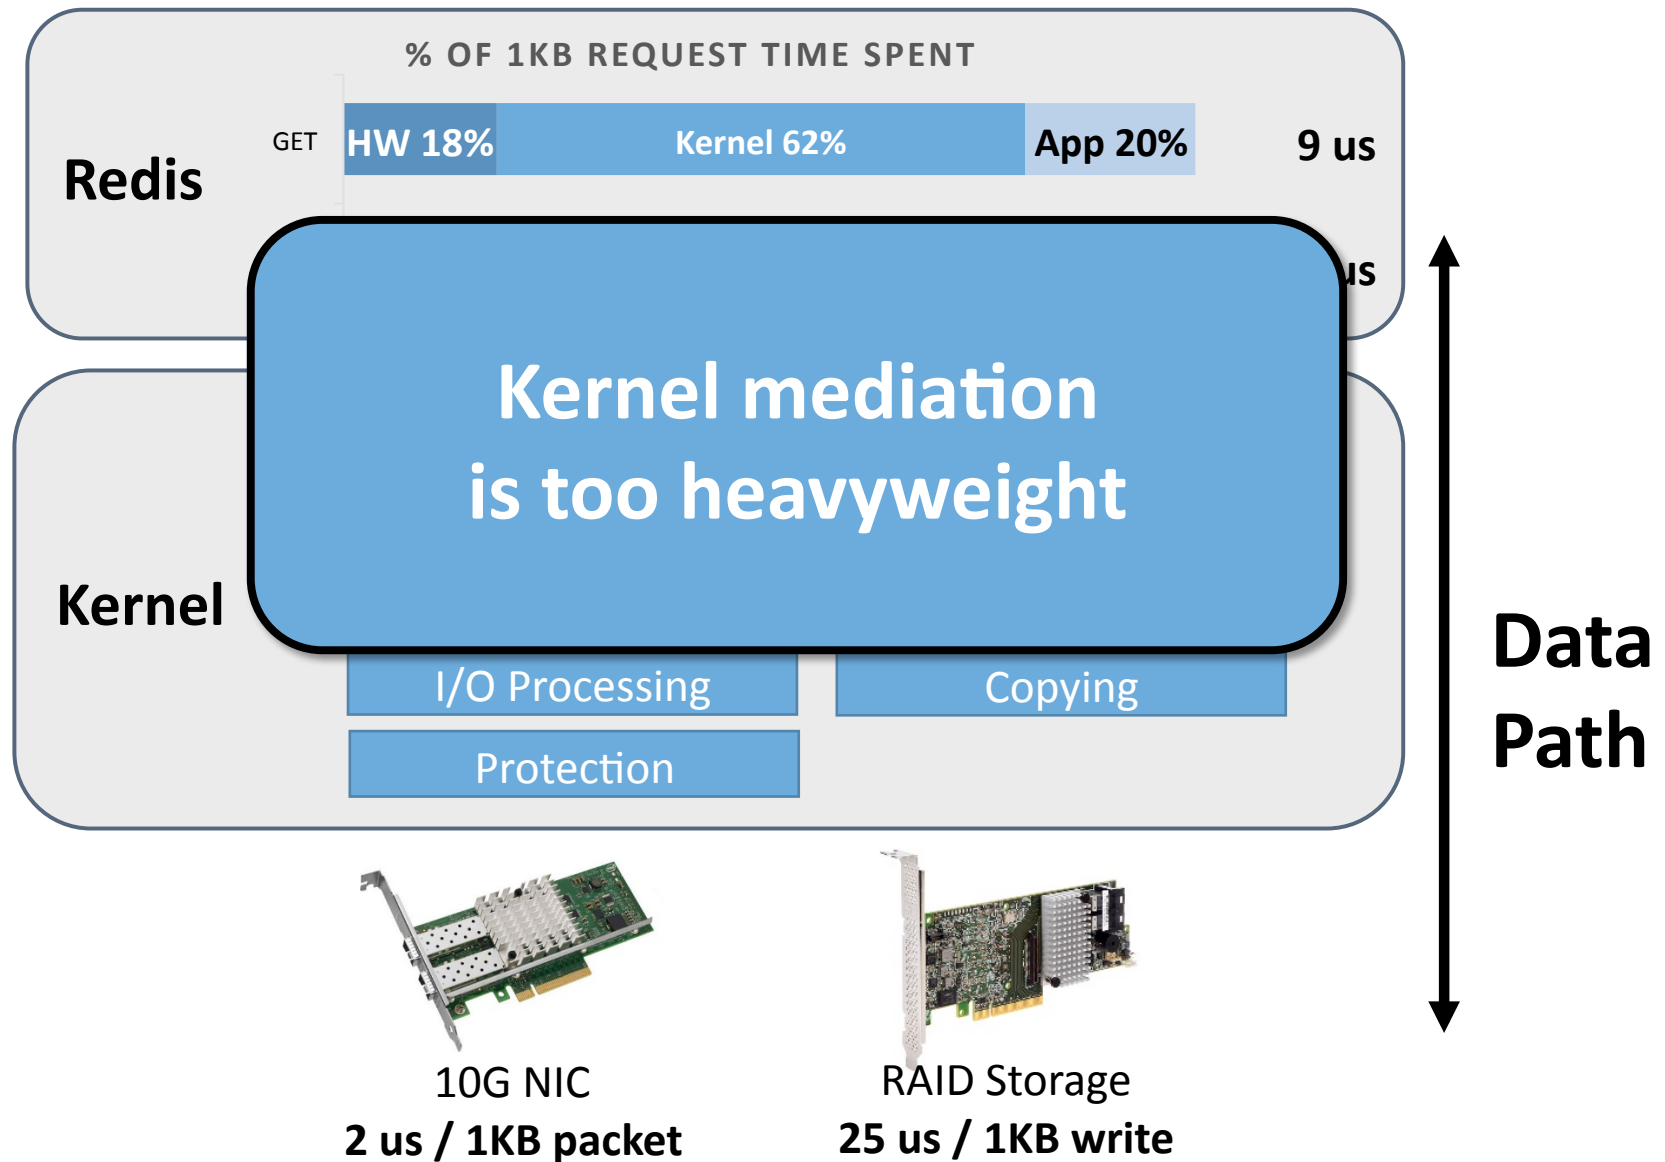 % OF 1KB REQUEST TIME SPENT
Redis
GET
HW 18%
Kernel 62%
App 20%
9 us
us
Kernel mediation
is too heavyweight
Kernel
I/O Processing
Copying
Protection
Data
Path
10G NIC
2 us / 1KB packet
RAID Storage
25 us / 1KB write